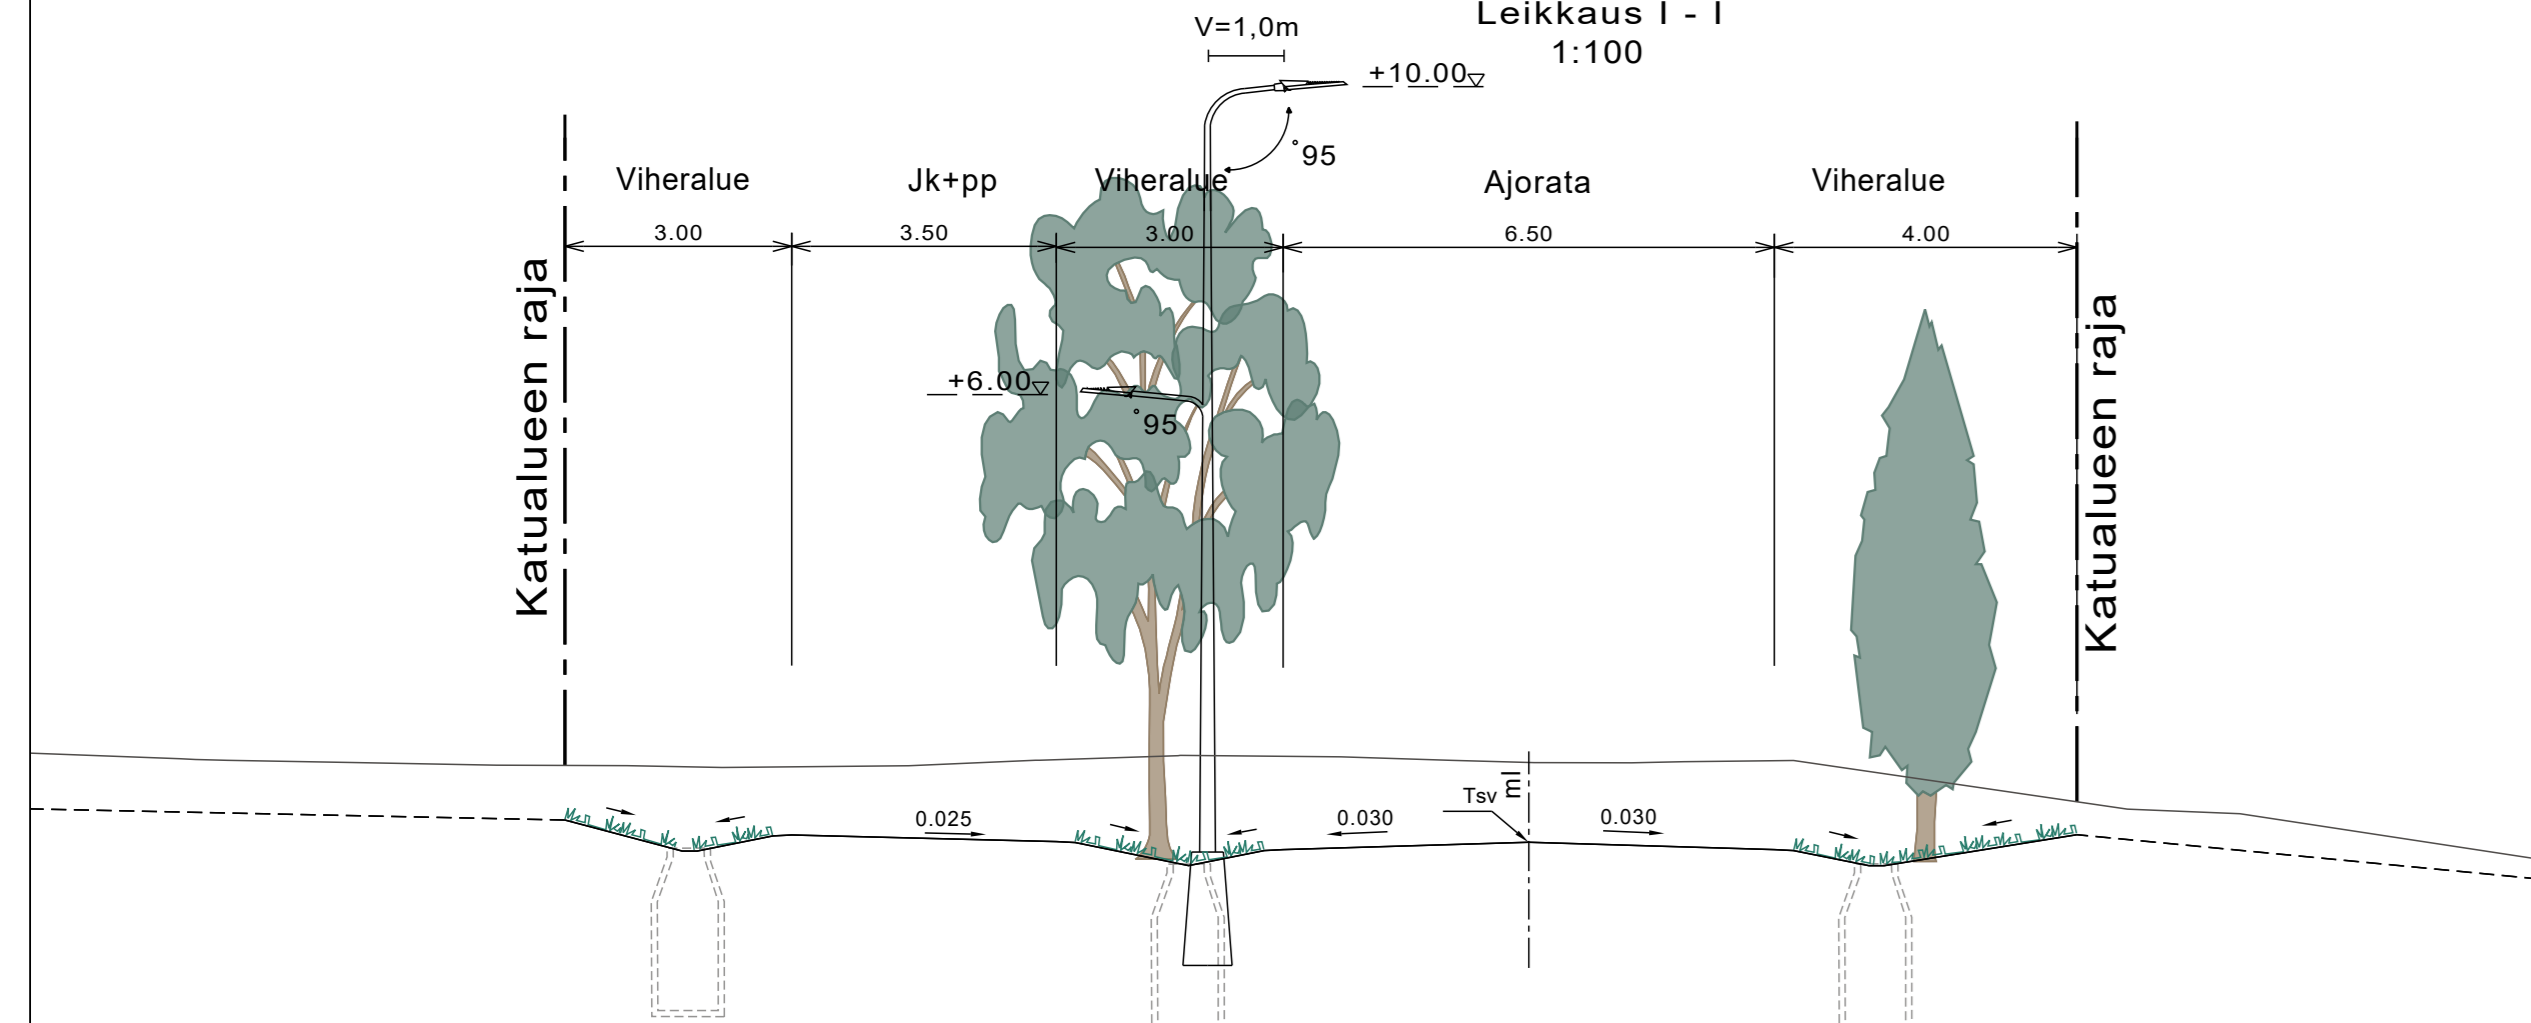 Leikkaus I - I
1:100
V=1,0m
+10.00
°95
Viheralue
Jk+pp
Viheralue
Ajorata
Viheralue
3.00
3.50
3.00
6.50
4.00
Katualueen raja
Katualueen raja
+6.00
°95
Tsv
ml
0.025
0.030
0.030